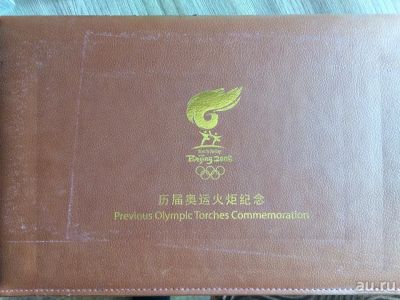 Beijing 2008
历届奥运火炬纪念
Previous Olympic Torches Commemoration
au.ru